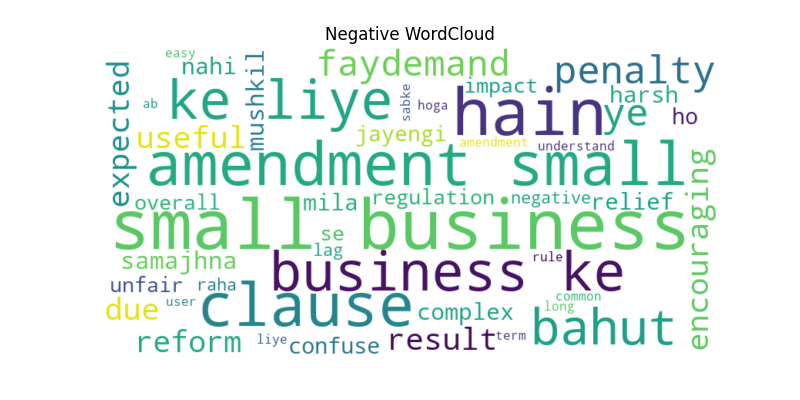 Negative WordCloud
easy
nahi
faydemand
penalty
expected
ab
ke liye
mushkil
sabke
hoga
impact
hain
harsh
ye
ho
useful
jayengi
amendment
understand
amendment small
overall
mila
regulation
negative
relief
encouraging
small business
se
lag
samajhna
business ke
rule
unfair
raha
user
clause
common
long
due
complex
bahut
reform
liye
confuse
result
term